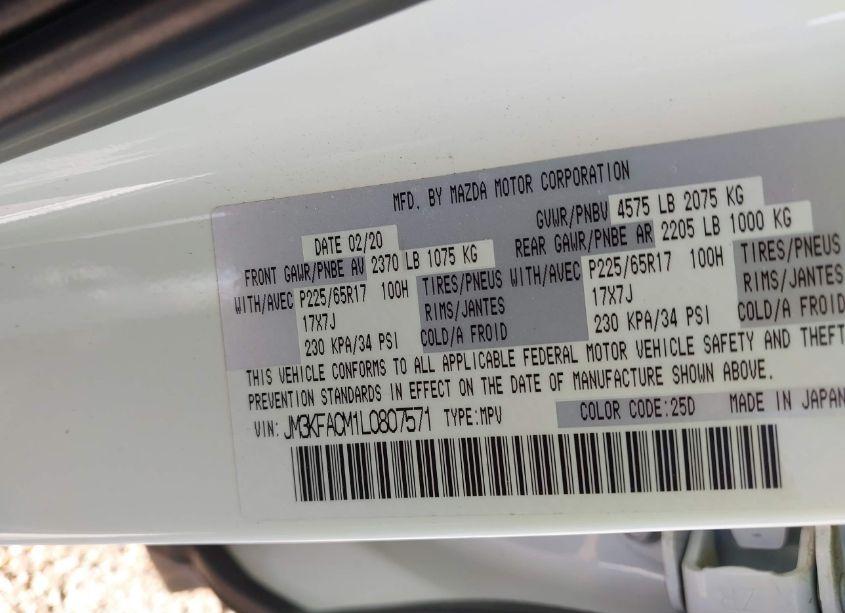 MFD. BY MAZDA MOTOR CORPORATION
DATE 02/20 GVWR/PNBV 4575 LB 2075 KG
FRONT GAWR/PNBE AV 2370 LB 1075 KG REAR GAWR/PNBE AR 2205 LB 1000 KG
WITH/AVEC P225/65R17 100H TIRES/PNEUS WITH/AVEC P225/65R17 100H TIRES/PNEUS
17X7J RIMS/JANTES 17X7J RIMS/JANTES
230 KPA/34 PSI COLD/A FROID 230 KPA/34 PSI COLD/A FROID
THIS VEHICLE CONFORMS TO ALL APPLICABLE FEDERAL MOTOR VEHICLE SAFETY AND THEFT
PREVENTION STANDARDS IN EFFECT ON THE DATE OF MANUFACTURE SHOWN ABOVE.
VIN: JM3KFACM1L0807571 TYPE:MPV COLOR CODE:25D MADE IN JAPAN